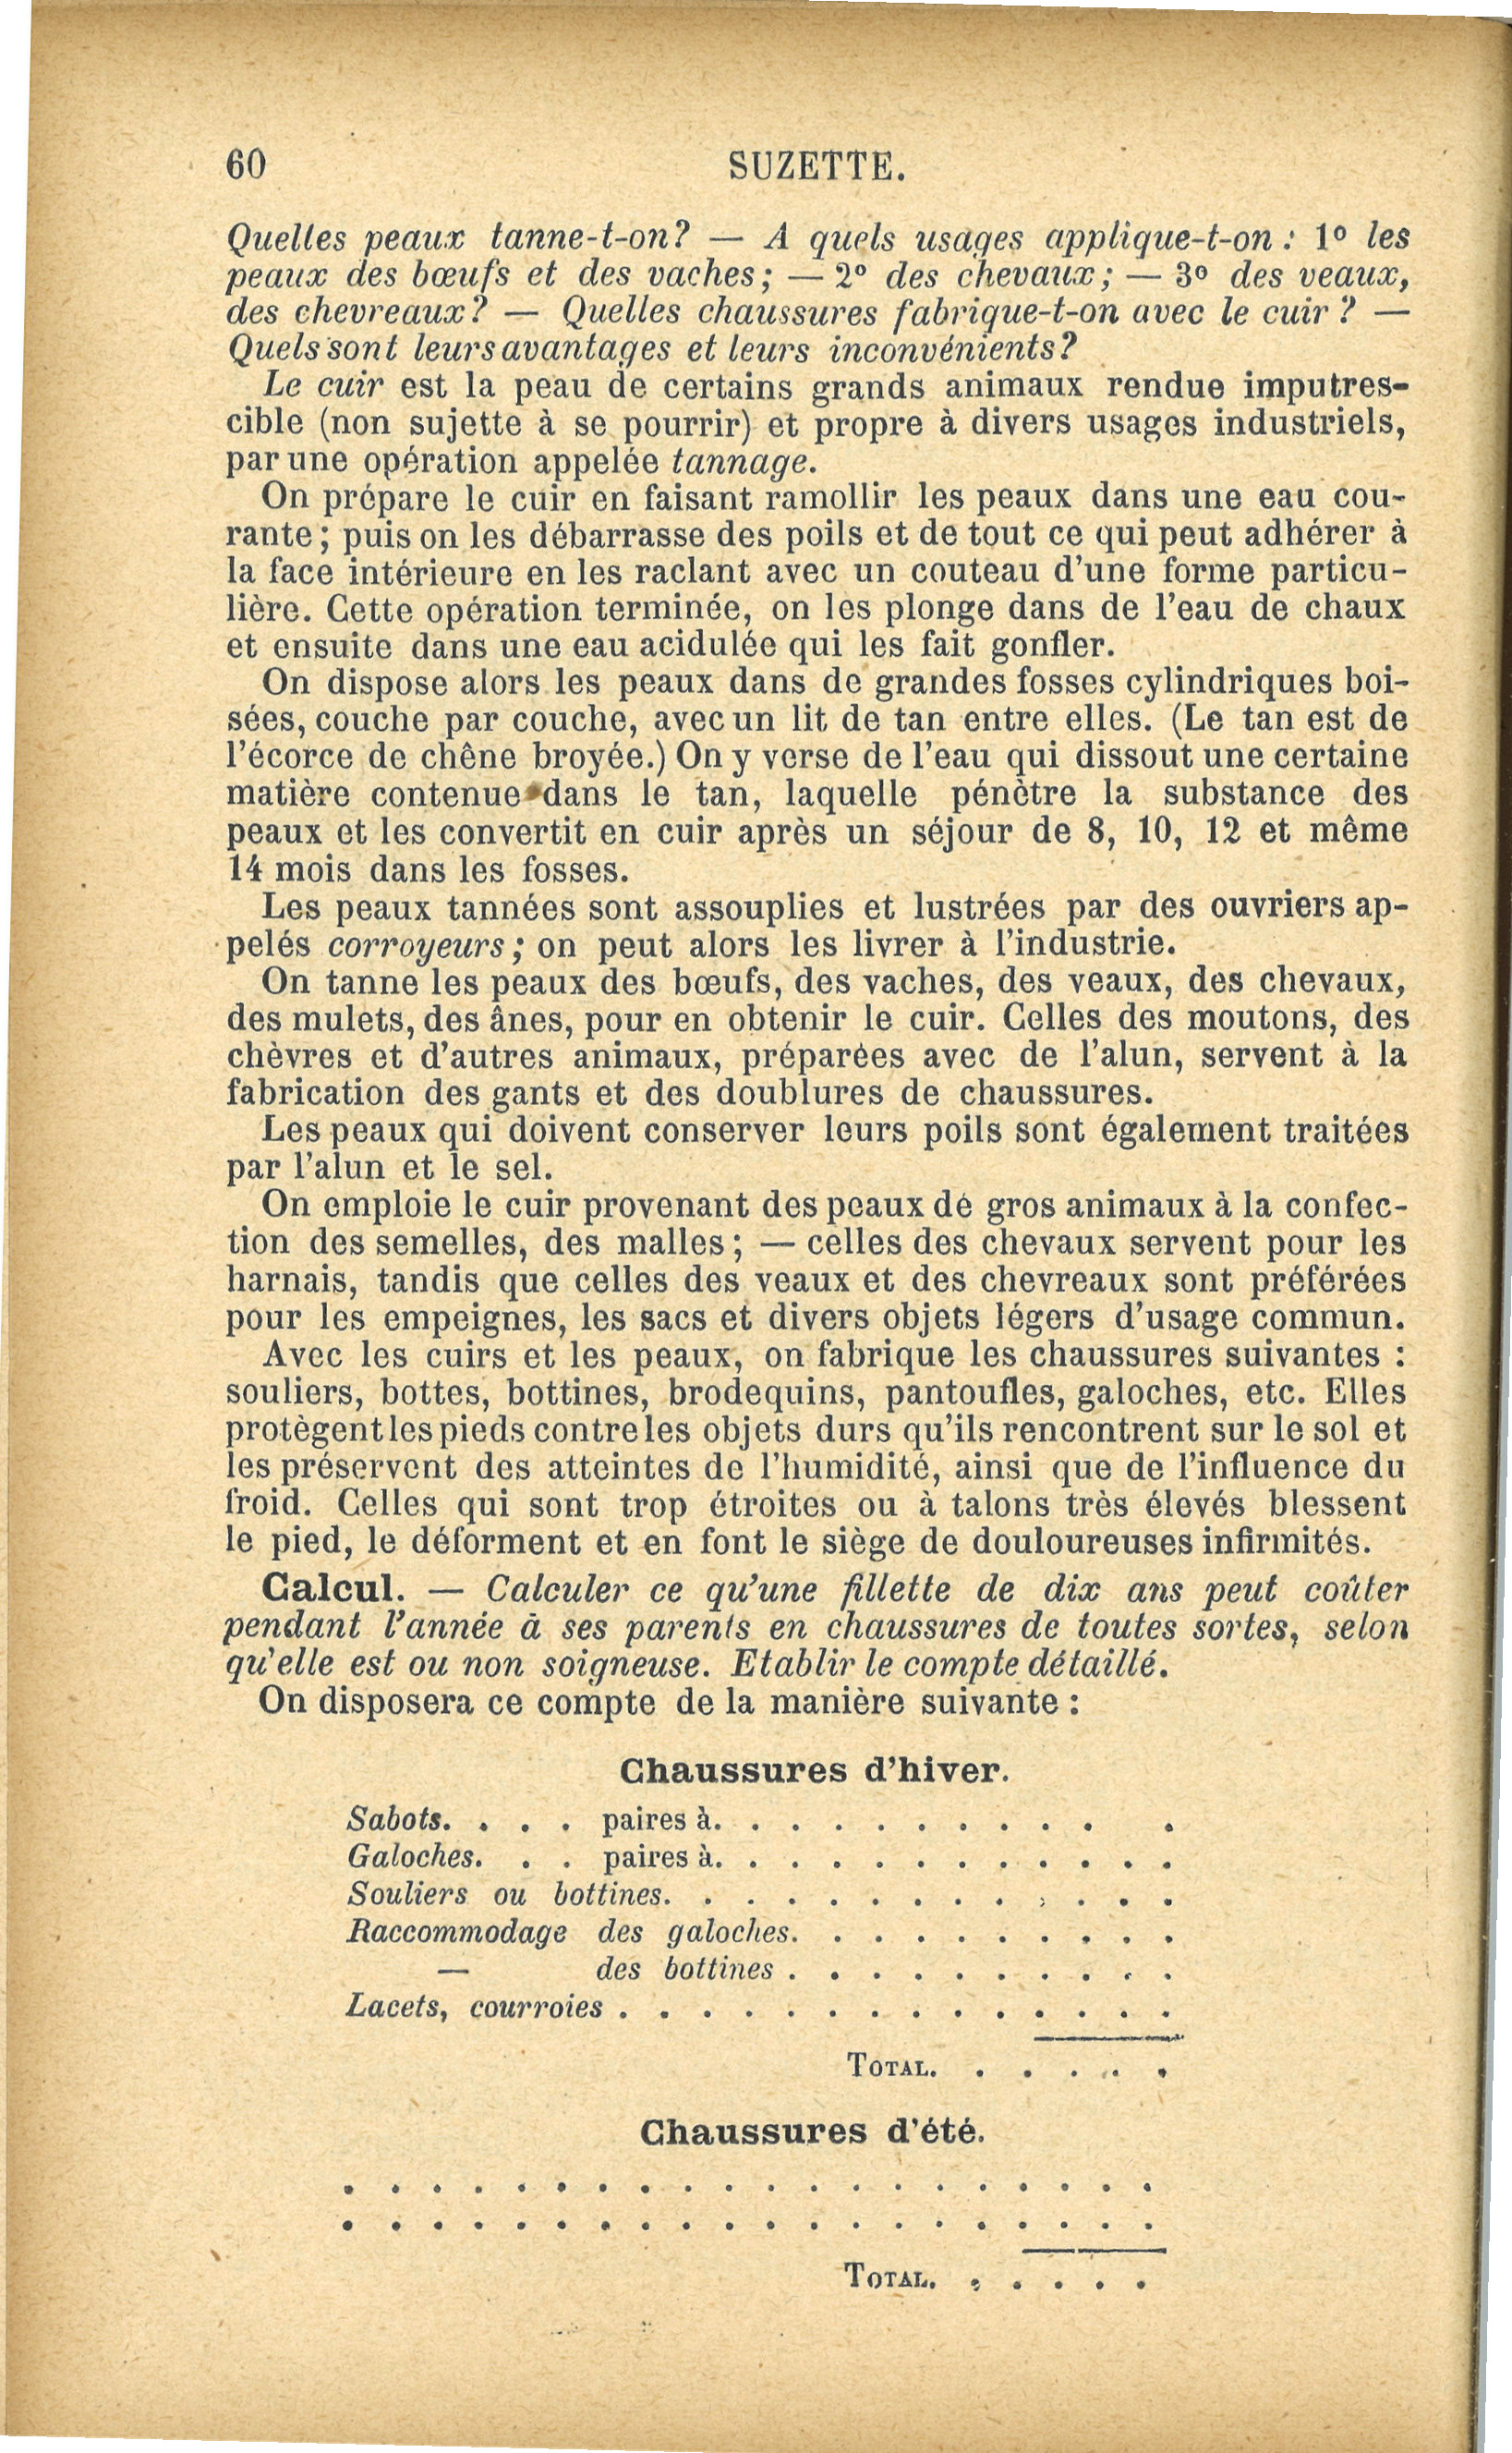 60 SUZETTE.
Quelles peaux tanne-t-on? — A quels usages applique-t-on : 1º les
peaux des bœufs et des vaches; — 2º des chevaux; — 3º des veaux,
des chevreaux? — Quelles chaussures fabrique-t-on avec le cuir? —
Quels sont leurs avantages et leurs inconvénients?
Le cuir est la peau de certains grands animaux rendue imputres-
cible (non sujette à se pourrir) et propre à divers usages industriels,
par une opération appelée tannage.
On prépare le cuir en faisant ramollir les peaux dans une eau cou-
rante; puis on les débarrasse des poils et de tout ce qui peut adhérer à
la face intérieure en les raclant avec un couteau d'une forme particu-
lière. Cette opération terminée, on les plonge dans de l'eau de chaux
et ensuite dans une eau acidulée qui les fait gonfler.
On dispose alors les peaux dans de grandes fosses cylindriques boi-
sées, couche par couche, avec un lit de tan entre elles. (Le tan est de
l'écorce de chêne broyée.) On y verse de l'eau qui dissout une certaine
matière contenue dans le tan, laquelle pénètre la substance des
peaux et les convertit en cuir après un séjour de 8, 10, 12 et même
14 mois dans les fosses.
Les peaux tannées sont assouplies et lustrées par des ouvriers ap-
pelés corroyeurs; on peut alors les livrer à l'industrie.
On tanne les peaux des bœufs, des vaches, des veaux, des chevaux,
des mulets, des ânes, pour en obtenir le cuir. Celles des moutons, des
chèvres et d'autres animaux, préparées avec de l'alun, servent à la
fabrication des gants et des doublures de chaussures.
Les peaux qui doivent conserver leurs poils sont également traitées
par l'alun et le sel.
On emploie le cuir provenant des peaux de gros animaux à la confec-
tion des semelles, des malles; — celles des chevaux servent pour les
harnais, tandis que celles des veaux et des chevreaux sont préférées
pour les empeignes, les sacs et divers objets légers d'usage commun.
Avec les cuirs et les peaux, on fabrique les chaussures suivantes :
souliers, bottes, bottines, brodequins, pantoufles, galoches, etc. Elles
protègent les pieds contre les objets durs qu'ils rencontrent sur le sol et
les préservent des atteintes de l'humidité, ainsi que de l'influence du
froid. Celles qui sont trop étroites ou à talons très élevés blessent
le pied, le déforment et en font le siège de douloureuses infirmités.
Calcul. — Calculer ce qu'une fillette de dix ans peut coûter
pendant l'année à ses parents en chaussures de toutes sortes, selon
qu'elle est ou non soigneuse. Etablir le compte détaillé.
On disposera ce compte de la manière suivante :
Chaussures d'hiver.
Sabots. . . . paires à. . . . . . . . . . . .
Galoches. . . paires à. . . . . . . . . . . .
Souliers ou bottines. . . . . . . . . . . . .
Raccommodage des galoches. . . . . . . . . .
— des bottines . . . . . . . . . .
Lacets, courroies . . . . . . . . . . . . . .
TOTAL. . . . . .
Chaussures d'été.
. . . . . . . . . . . . . . . . . . . .
. . . . . . . . . . . . . . . . . . . .
TOTAL. . . . . .